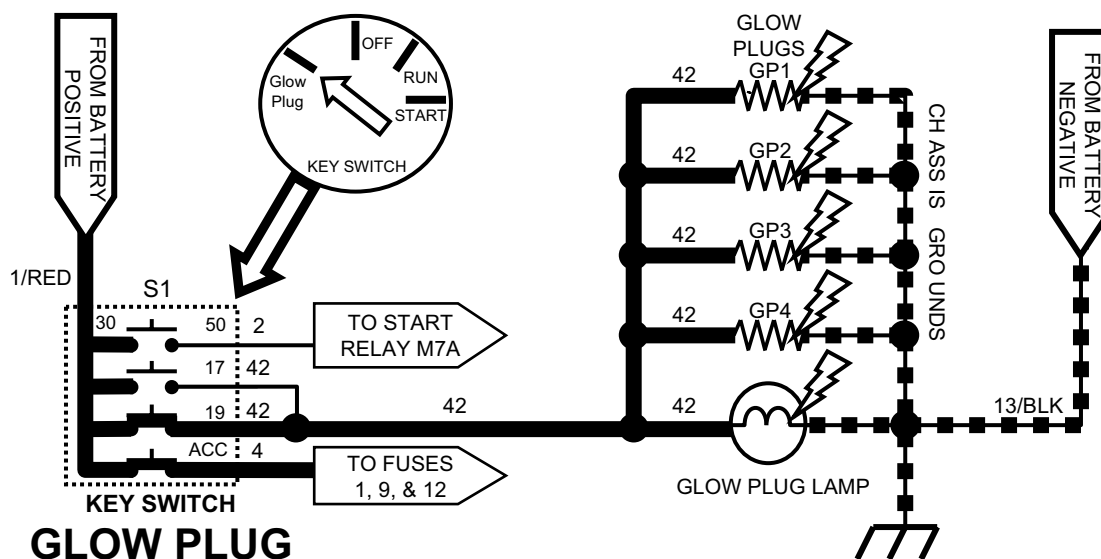 FROM BATTERY
POSITIVE
OFF
RUN
START
Glow
Plug
KEY SWITCH
GLOW
PLUGS
GP1
42
GP2
42
GP3
42
GP4
42
CH ASS IS GRO UNDS
FROM BATTERY
NEGATIVE
1/RED
S1
30
50
2
TO START
RELAY M7A
17
42
19
42
42
42
13/BLK
ACC
4
TO FUSES
1, 9, & 12
GLOW PLUG LAMP
KEY SWITCH
GLOW PLUG